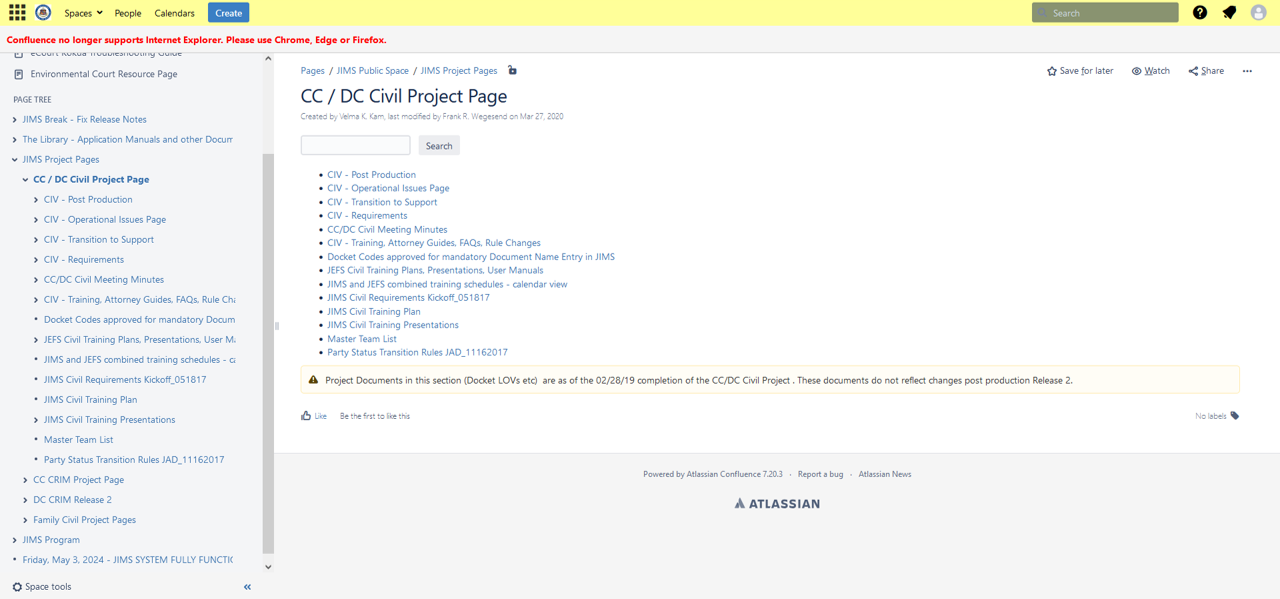 Spaces People Calendars Create Search
Confluence no longer supports Internet Explorer. Please use Chrome, Edge or Firefox.
eCourt Kokua Troubleshooting Guide
Environmental Court Resource Page
PAGE TREE
JIMS Break - Fix Release Notes
The Library - Application Manuals and other Docum
JIMS Project Pages
CC / DC Civil Project Page
CIV - Post Production
CIV - Operational Issues Page
CIV - Transition to Support
CIV - Requirements
CC/DC Civil Meeting Minutes
CIV - Training, Attorney Guides, FAQs, Rule Cha
Docket Codes approved for mandatory Docum
JEFS Civil Training Plans, Presentations, User Ma
JIMS and JEFS combined training schedules - ca
JIMS Civil Requirements Kickoff_051817
JIMS Civil Training Plan
JIMS Civil Training Presentations
Master Team List
Party Status Transition Rules JAD_11162017
CC CRIM Project Page
DC CRIM Release 2
Family Civil Project Pages
JIMS Program
Friday, May 3, 2024 - JIMS SYSTEM FULLY FUNCTIO
Space tools
Pages / JIMS Public Space / JIMS Project Pages
Save for later Watch Share
CC / DC Civil Project Page
Created by Velma K. Kam, last modified by Frank R. Wegesend on Mar 27, 2020
Search
CIV - Post Production
CIV - Operational Issues Page
CIV - Transition to Support
CIV - Requirements
CC/DC Civil Meeting Minutes
CIV - Training, Attorney Guides, FAQs, Rule Changes
Docket Codes approved for mandatory Document Name Entry in JIMS
JEFS Civil Training Plans, Presentations, User Manuals
JIMS and JEFS combined training schedules - calendar view
JIMS Civil Requirements Kickoff_051817
JIMS Civil Training Plan
JIMS Civil Training Presentations
Master Team List
Party Status Transition Rules JAD_11162017
Project Documents in this section (Docket LOVs etc) are as of the 02/28/19 completion of the CC/DC Civil Project . These documents do not reflect changes post production Release 2.
Like Be the first to like this No labels
Powered by Atlassian Confluence 7.20.3 · Report a bug · Atlassian News
ATLASSIAN